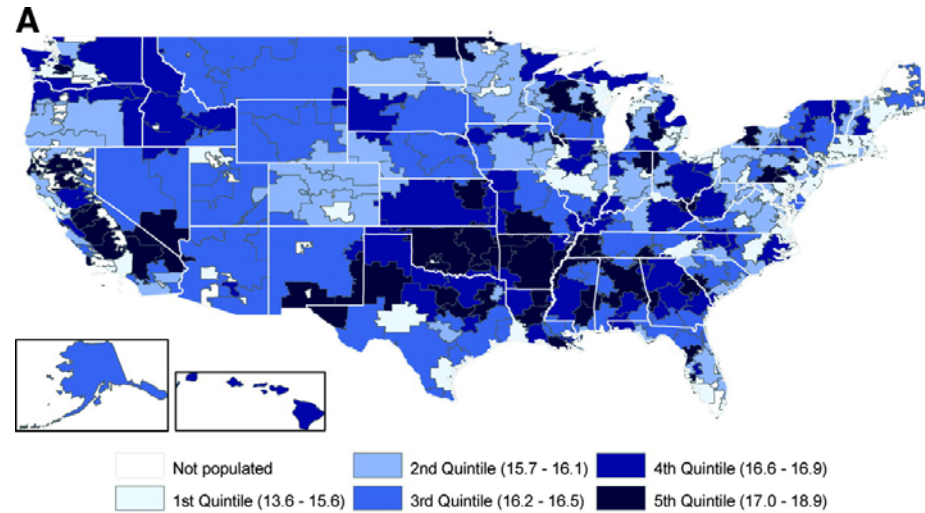 A
Not populated
2nd Quintile (15.7 - 16.1)
4th Quintile (16.6 - 16.9)
1st Quintile (13.6 - 15.6)
3rd Quintile (16.2 - 16.5)
5th Quintile (17.0 - 18.9)